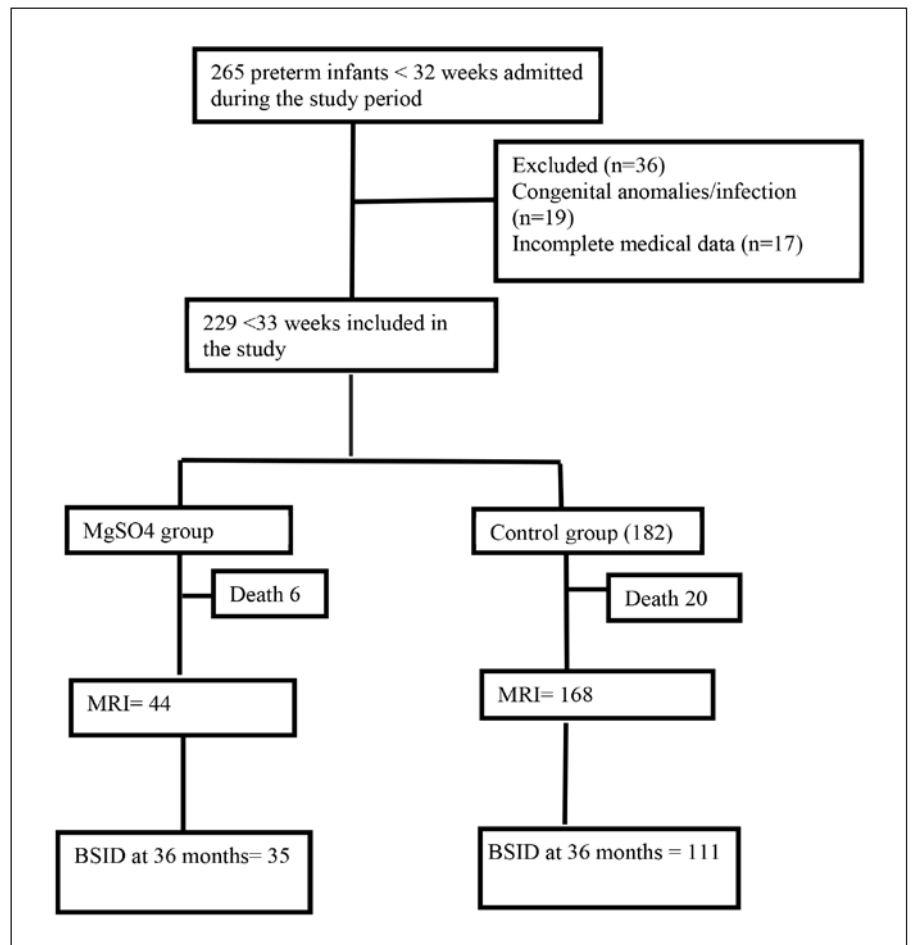 265 preterm infants < 32 weeks admitted
during the study period
Excluded (n=36)
Congenital anomalies/infection
(n=19)
Incomplete medical data (n=17)
229 <33 weeks included in
the study
MgSO4 group
Control group (182)
Death 6
Death 20
MRI= 44
MRI= 168
BSID at 36 months= 35
BSID at 36 months = 111